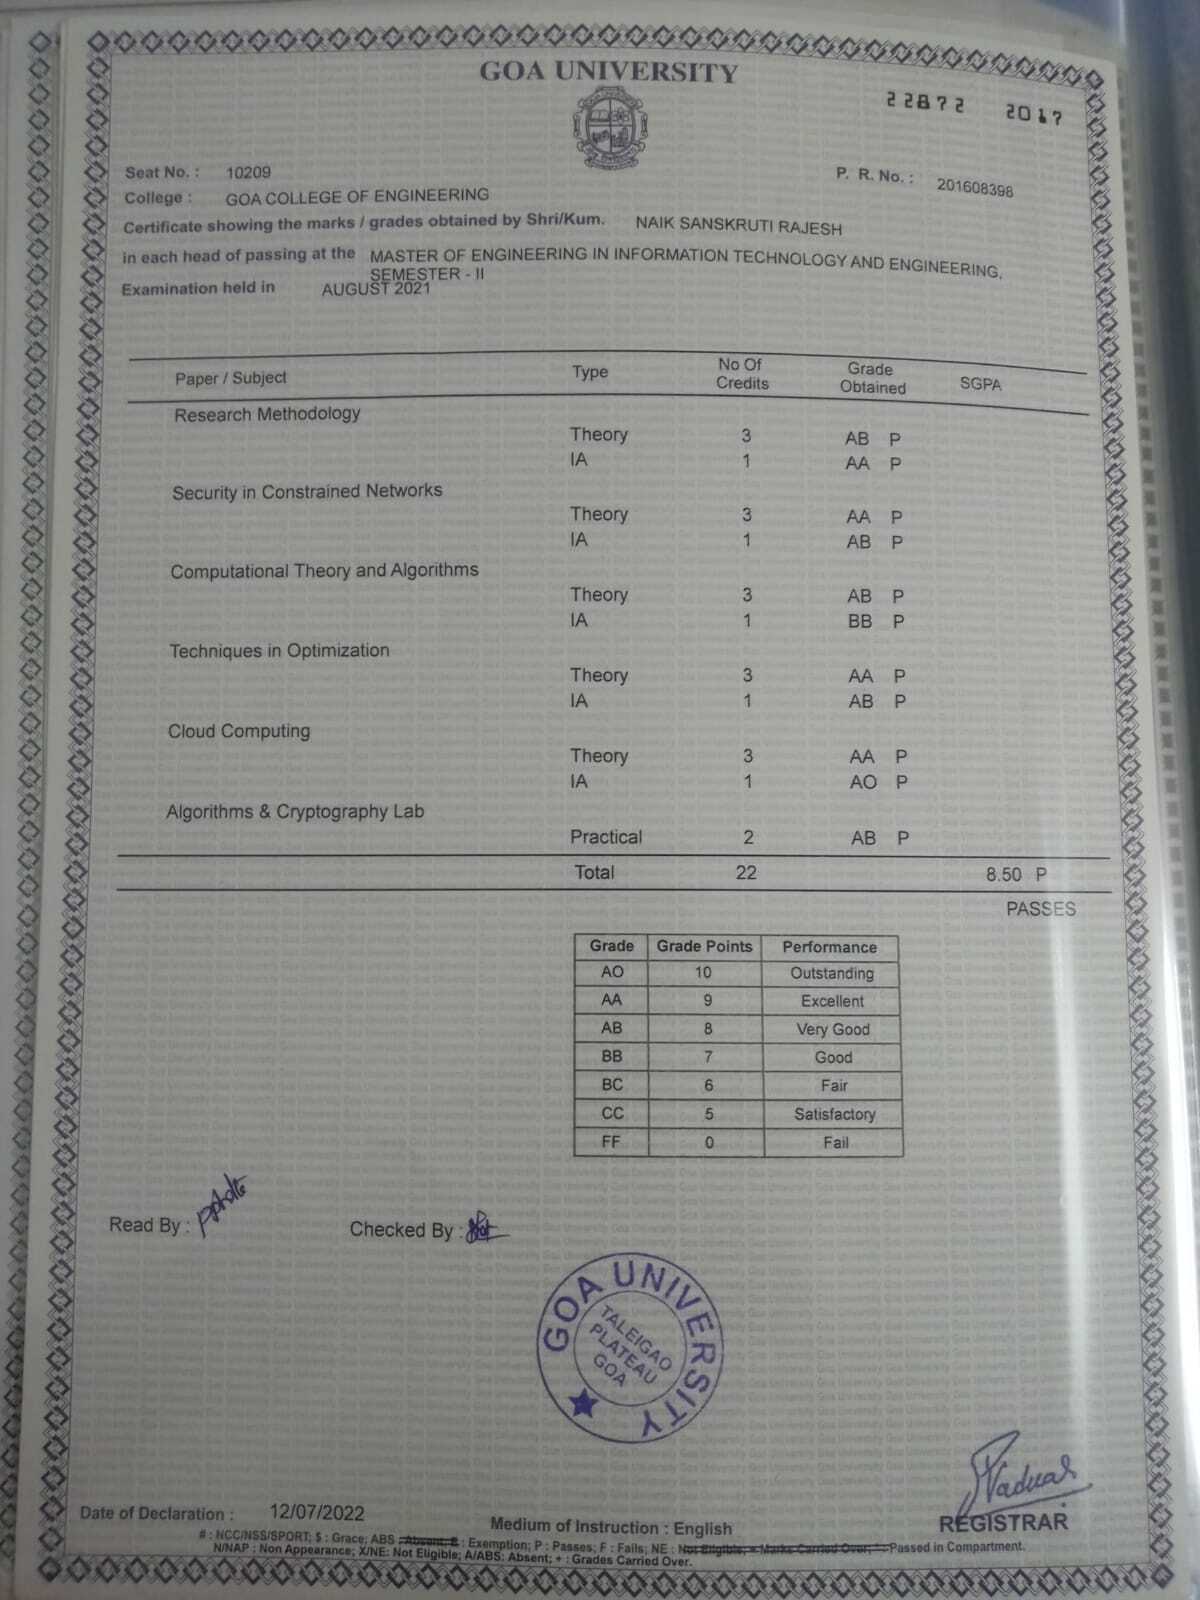 GOA UNIVERSITY
22872 2017
Seat No. : 10209
P. R. No. : 201608398
College : GOA COLLEGE OF ENGINEERING
Certificate showing the marks / grades obtained by Shri/Kum. NAIK SANSKRUTI RAJESH
in each head of passing at the MASTER OF ENGINEERING IN INFORMATION TECHNOLOGY AND ENGINEERING,
SEMESTER - II
Examination held in AUGUST 2021
Paper / Subject Type No Of Credits Grade Obtained SGPA
Research Methodology
Theory 3 AB P
IA 1 AA P
Security in Constrained Networks
Theory 3 AA P
IA 1 AB P
Computational Theory and Algorithms
Theory 3 AB P
IA 1 BB P
Techniques in Optimization
Theory 3 AA P
IA 1 AB P
Cloud Computing
Theory 3 AA P
IA 1 AO P
Algorithms & Cryptography Lab
Practical 2 AB P
Total 22 8.50 P
PASSES
Grade Grade Points Performance
AO 10 Outstanding
AA 9 Excellent
AB 8 Very Good
BB 7 Good
BC 6 Fair
CC 5 Satisfactory
FF 0 Fail
Read By :
Checked By :
GOA UNIVERSITY
TALEIGAO
PLATEAU
GOA
Date of Declaration : 12/07/2022
Medium of Instruction : English
REGISTRAR
# : NCC/NSS/SPORT; $ : Grace; ABS : Absent, E : Exemption; P : Passes; F : Fails; NE : Not Eligible; * Marks Carried Over; Passed in Compartment.
N/NAP : Non Appearance; X/NE: Not Eligible; A/ABS: Absent; + : Grades Carried Over.